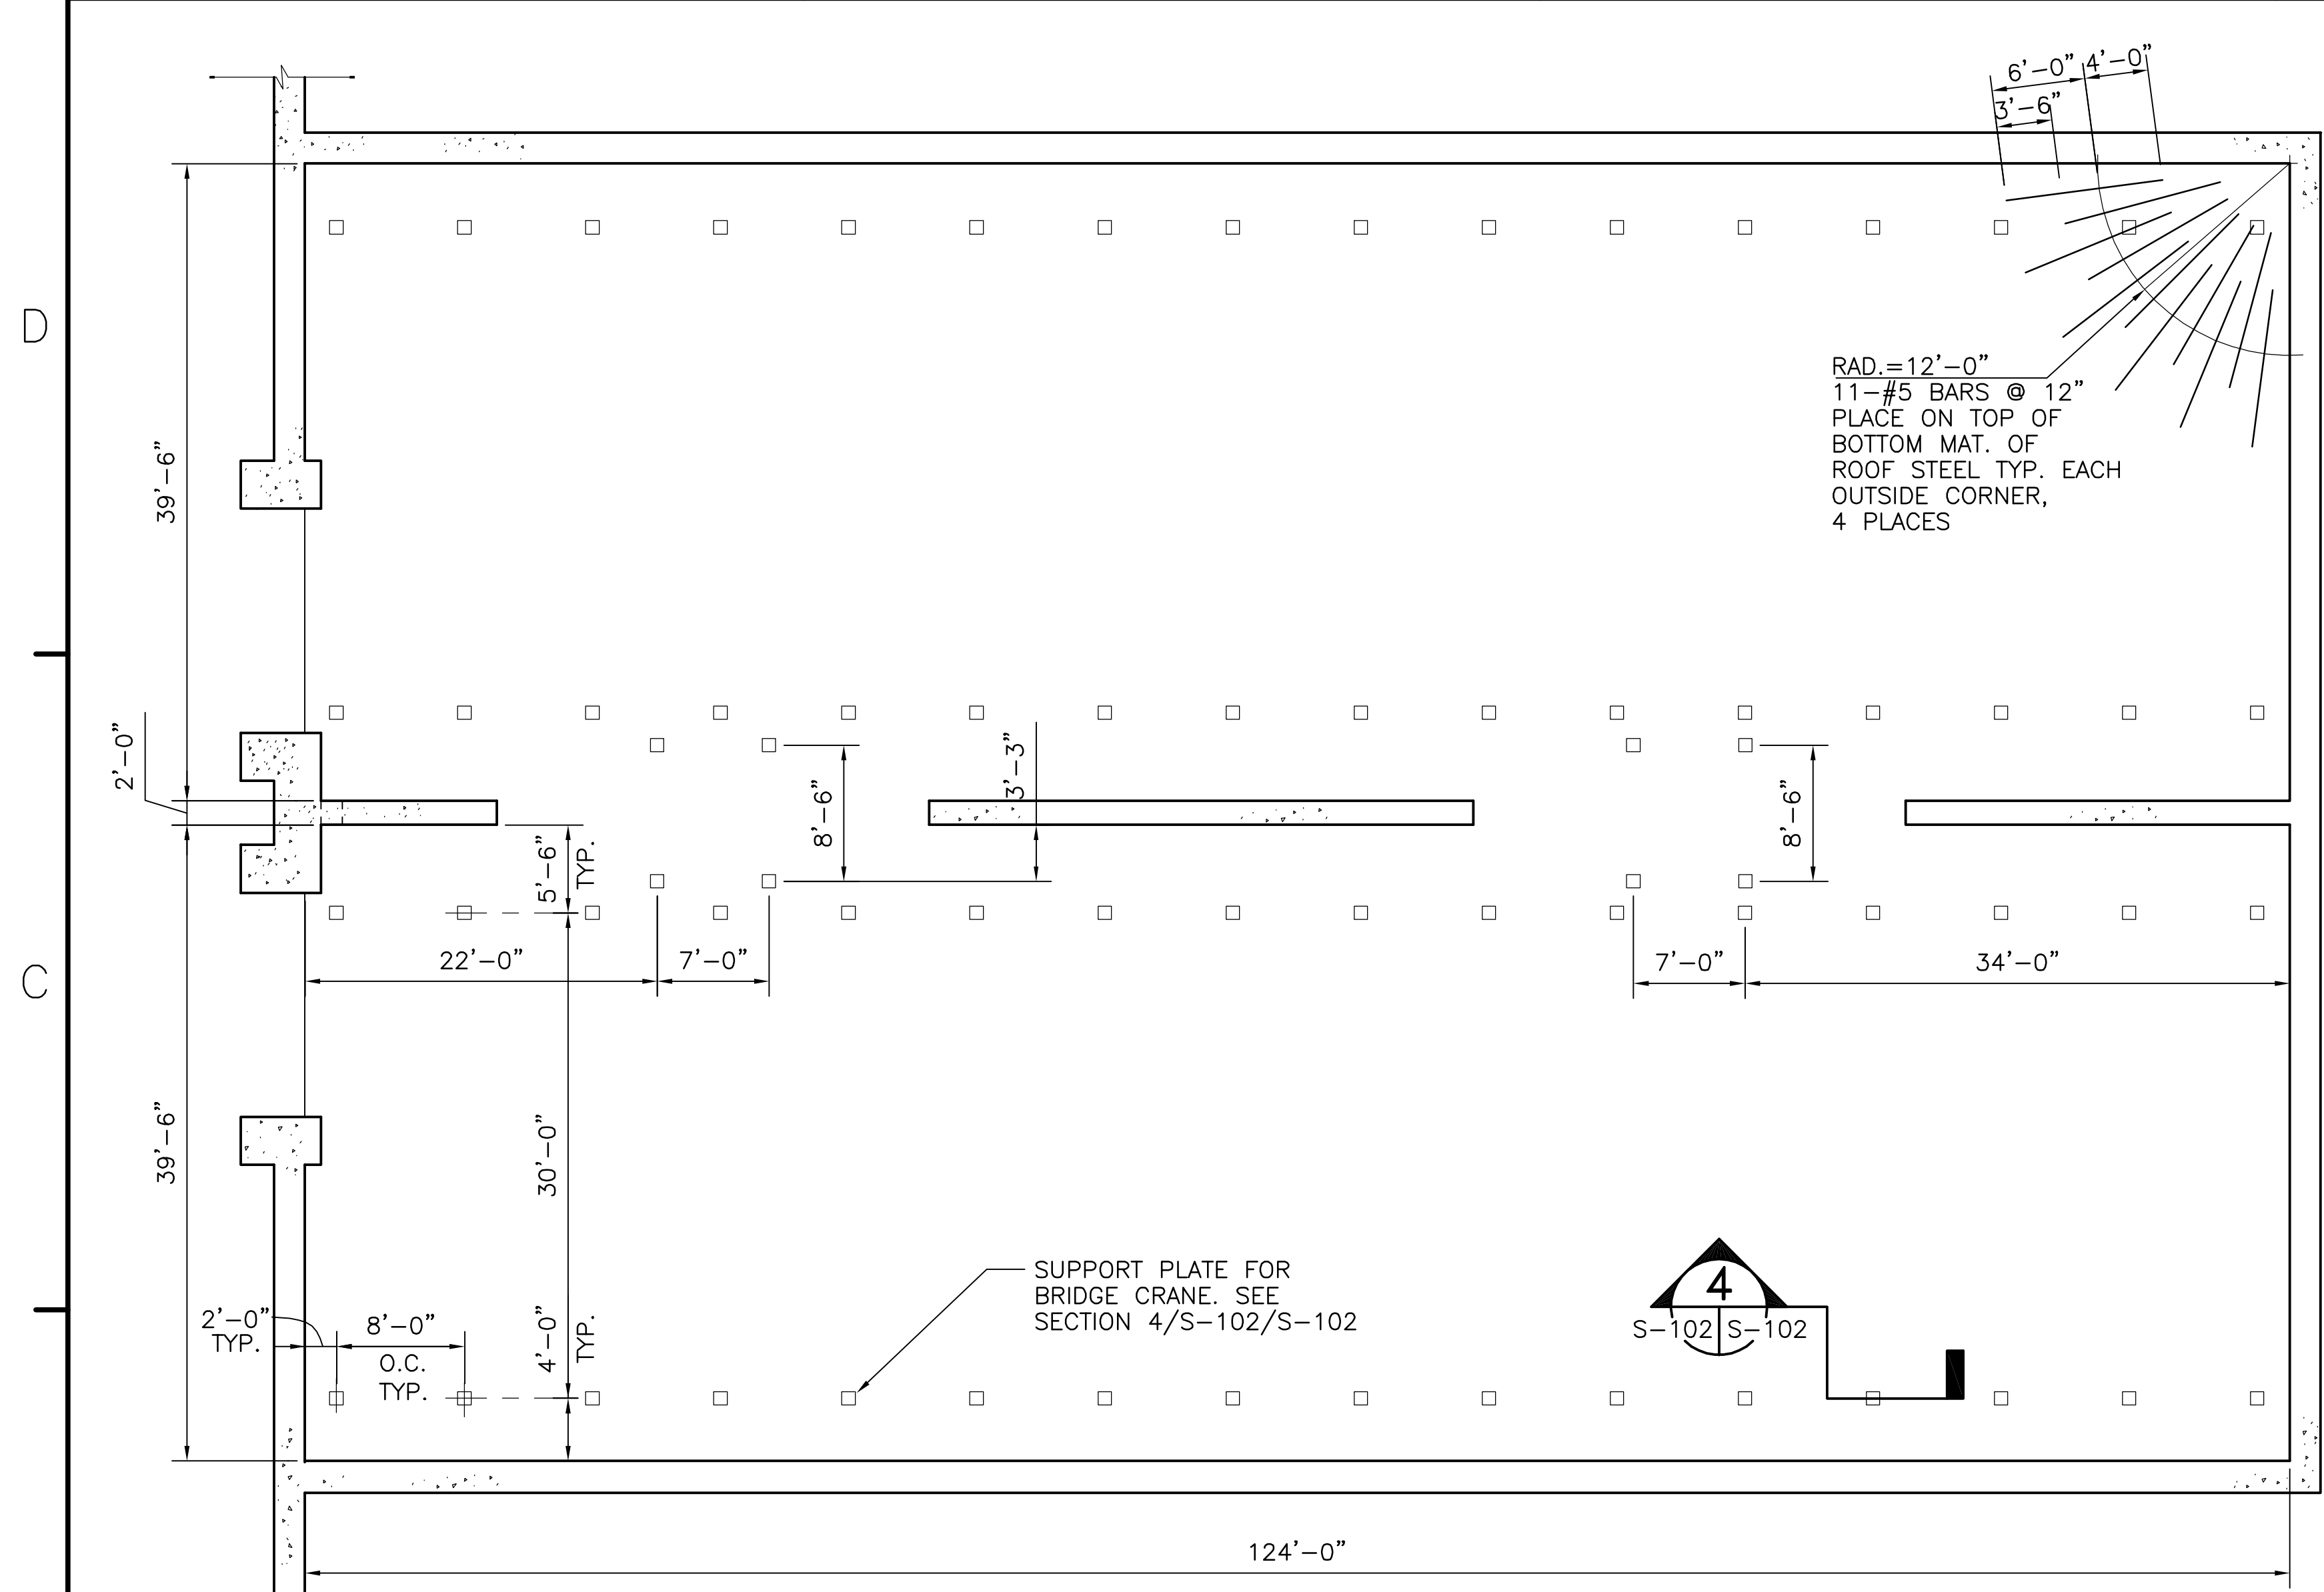 6'-0" 4'-0"
3'-6"
D
39'-6"
RAD.=12'-0"
11-#5 BARS @ 12"
PLACE ON TOP OF
BOTTOM MAT. OF
ROOF STEEL TYP. EACH
OUTSIDE CORNER,
4 PLACES
2'-0"
8'-6"
3'-3"
8'-6"
5'-6"
TYP.
22'-0"
7'-0"
7'-0"
34'-0"
C
39'-6"
30'-0"
SUPPORT PLATE FOR
BRIDGE CRANE. SEE
SECTION 4/S-102/S-102
4
S-102 S-102
2'-0"
TYP.
8'-0"
O.C.
TYP.
4'-0"
TYP.
124'-0"